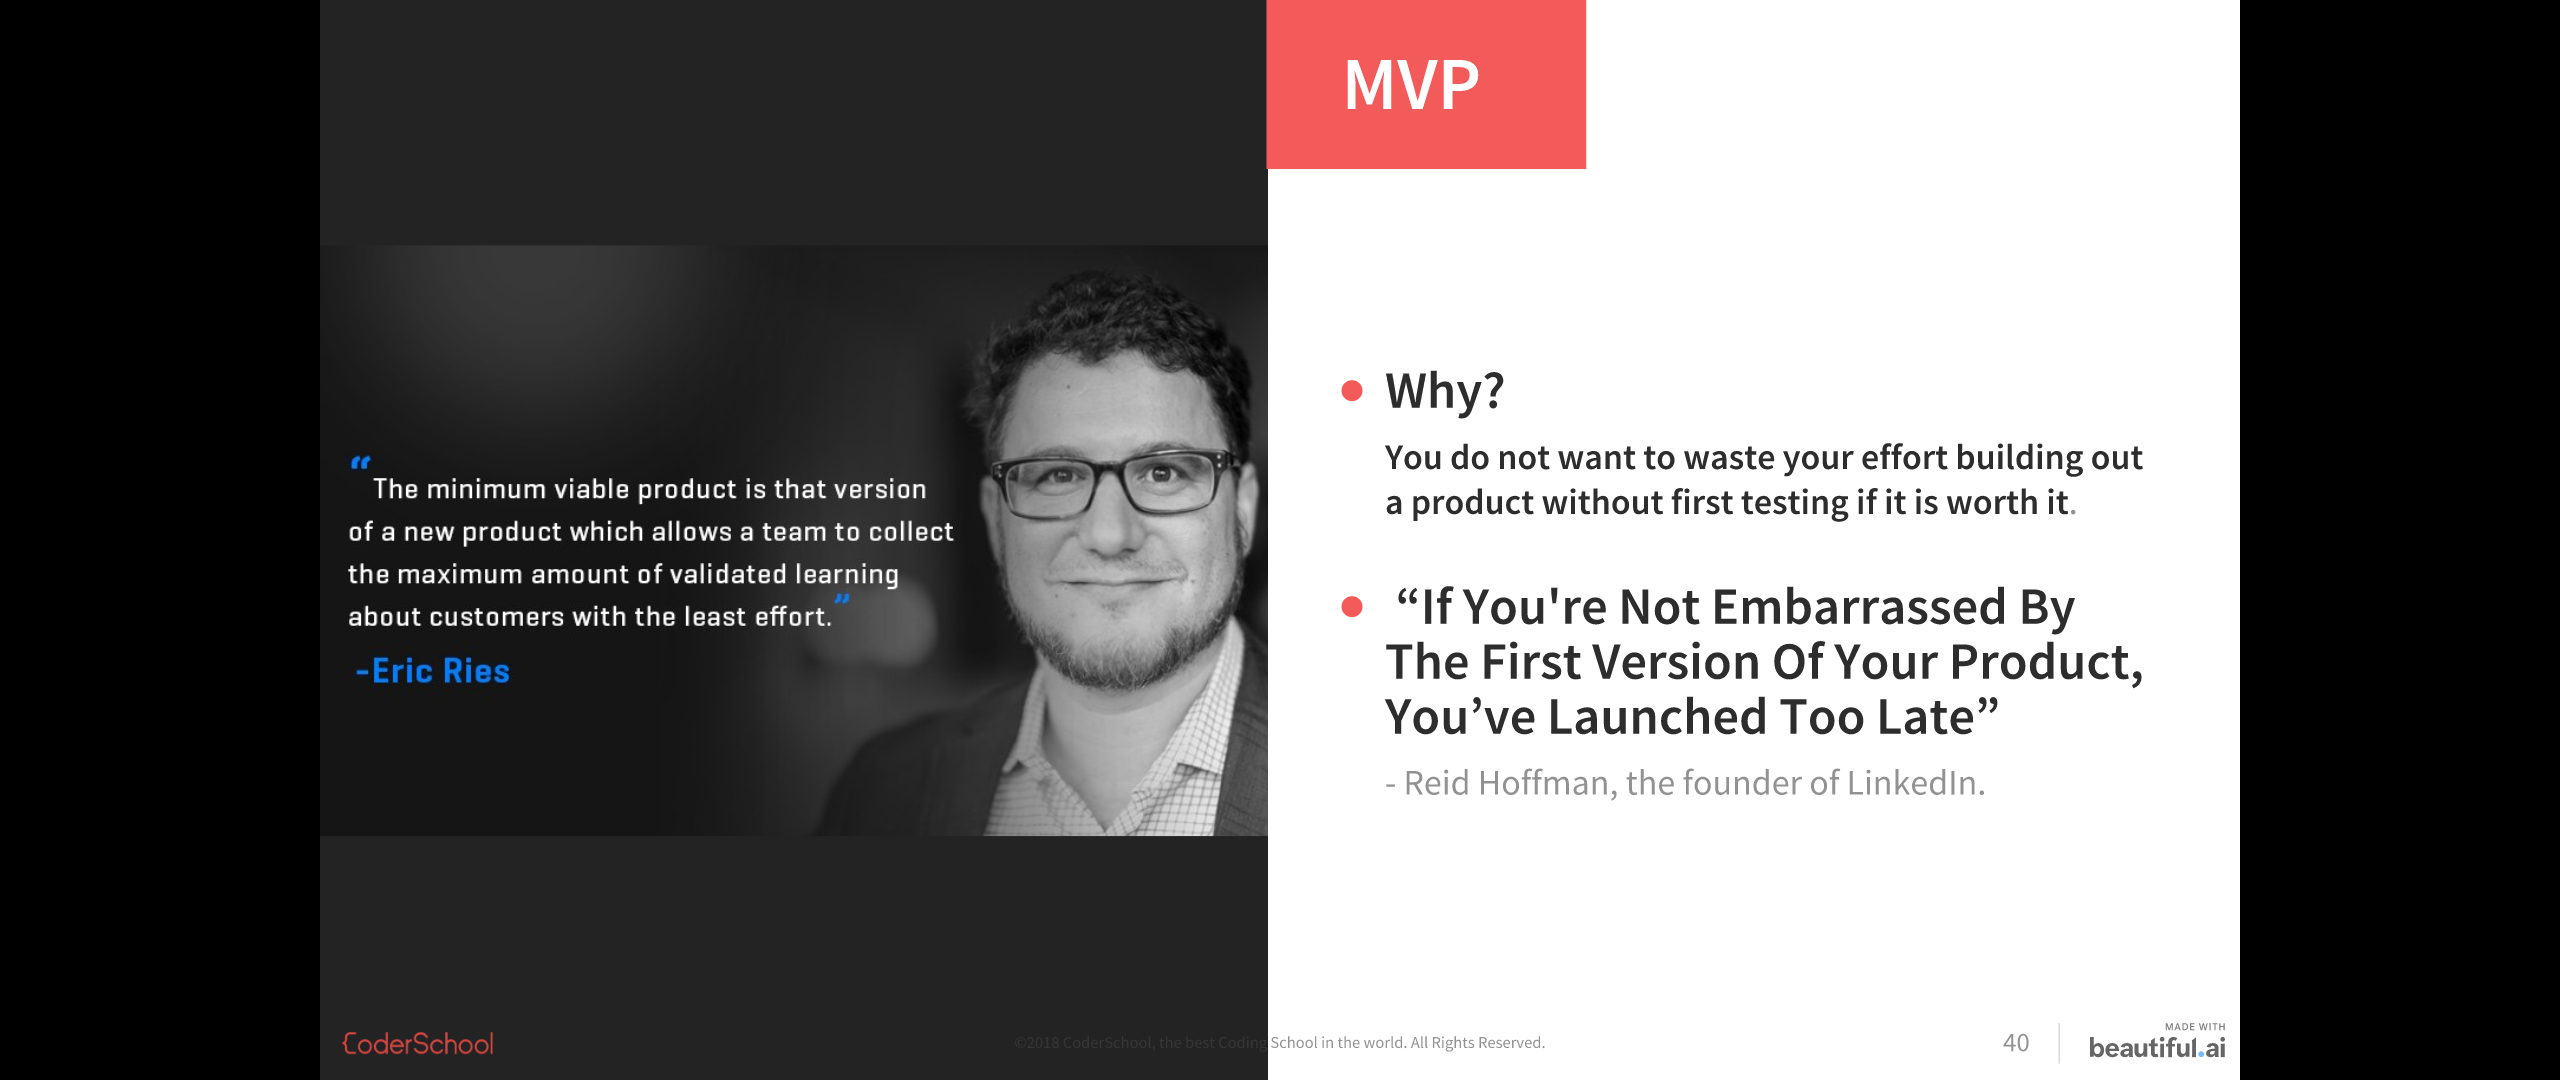 MVP
“The minimum viable product is that version
of a new product which allows a team to collect
the maximum amount of validated learning
about customers with the least effort.”
-Eric Ries
Why?
You do not want to waste your effort building out
a product without first testing if it is worth it.
“If You're Not Embarrassed By
The First Version Of Your Product,
You’ve Launched Too Late”
- Reid Hoffman, the founder of LinkedIn.
CoderSchool
©2018 CoderSchool, the best Coding School in the world. All Rights Reserved.
40
MADE WITH
beautiful.ai